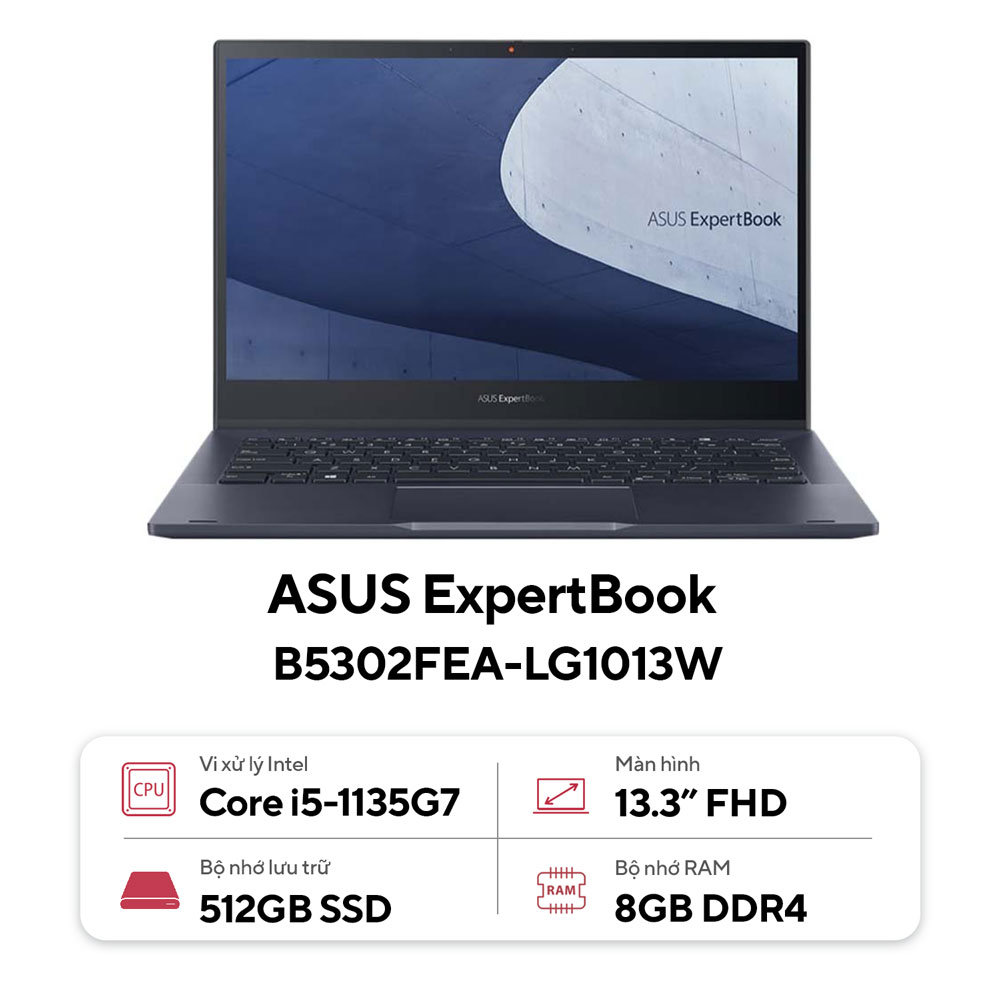 ASUS ExpertBook
ASUS ExpertBook
ASUS ExpertBook
B5302FEA-LG1013W
Vi xử lý Intel
CPU
Core i5-1135G7
Màn hình
13.3” FHD
Bộ nhớ lưu trữ
512GB SSD
Bộ nhớ RAM
RAM
8GB DDR4